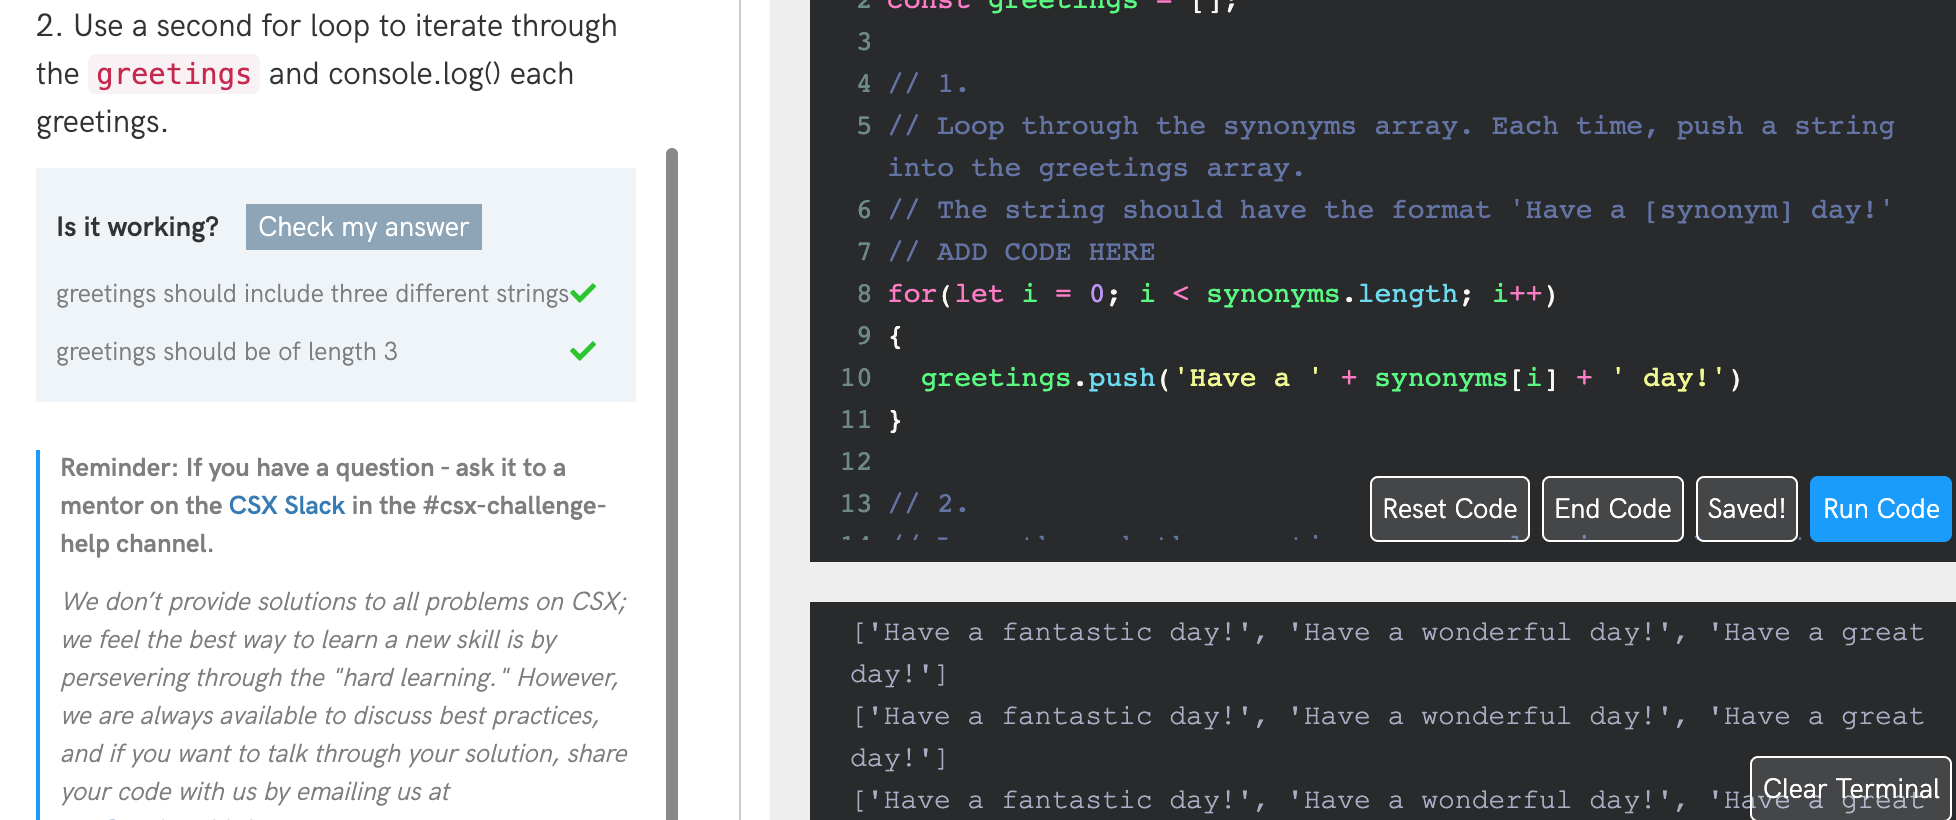 2. Use a second for loop to iterate through
the greetings and console.log() each
greetings.
Is it working? Check my answer
greetings should include three different strings
greetings should be of length 3
Reminder: If you have a question - ask it to a
mentor on the CSX Slack in the #csx-challenge-
help channel.
We don’t provide solutions to all problems on CSX;
we feel the best way to learn a new skill is by
persevering through the "hard learning." However,
we are always available to discuss best practices,
and if you want to talk through your solution, share
your code with us by emailing us at
2 const greetings = [];
3
4 // 1.
5 // Loop through the synonyms array. Each time, push a string
into the greetings array.
6 // The string should have the format 'Have a [synonym] day!'
7 // ADD CODE HERE
8 for(let i = 0; i < synonyms.length; i++)
9 {
10 greetings.push('Have a ' + synonyms[i] + ' day!')
11 }
12
13 // 2.
Reset Code End Code Saved! Run Code
['Have a fantastic day!', 'Have a wonderful day!', 'Have a great
day!']
['Have a fantastic day!', 'Have a wonderful day!', 'Have a great
day!']
['Have a fantastic day!', 'Have a wonderful day!', 'Have a great
Clear Terminal